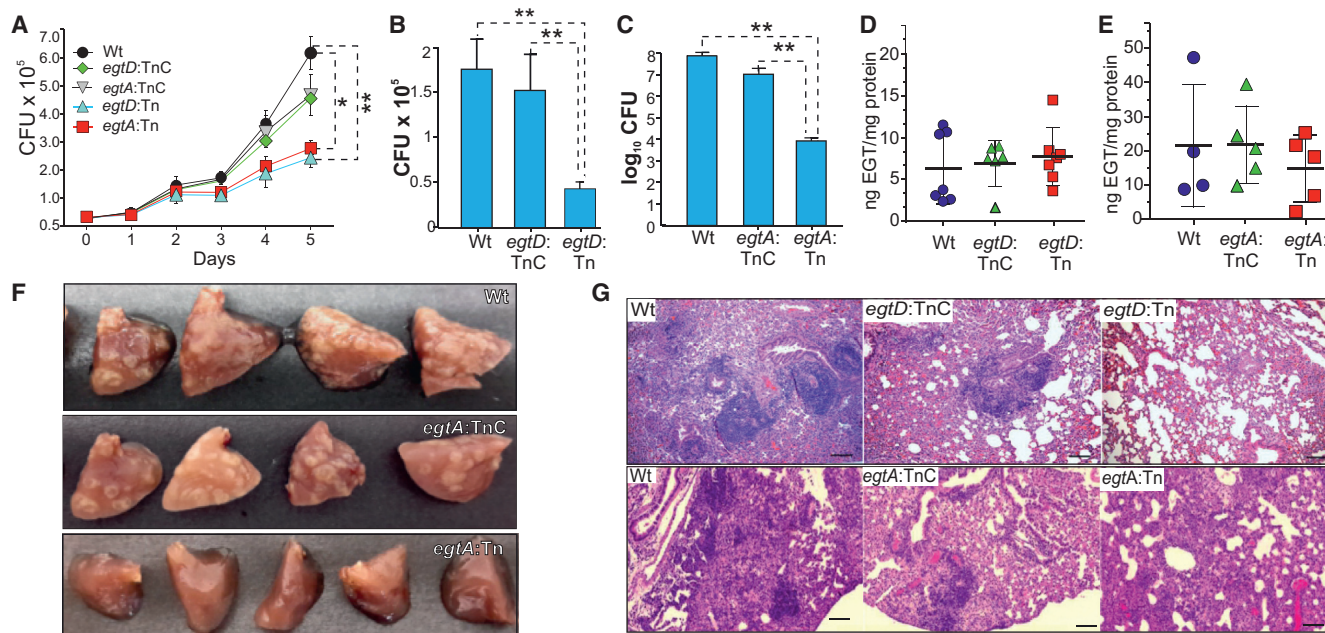 A
CFU x 10⁵
7.0
6.0
5.0
4.0
3.0
2.0
1.0
0.5
0 1 2 3 4 5
Days
Wt
egtD:TnC
egtA:TnC
egtD:Tn
egtA:Tn
*
**
B
CFU x 10⁵
2
1.5
1
0.5
0
**
**
Wt egtD: egtD:
TnC Tn
C
log₁₀ CFU
8
7
6
5
4
3
2
1
0
**
**
Wt egtA: egtA:
TnC Tn
D
ng EGT/mg protein
20
15
10
5
0
Wt egtD: egtD:
TnC Tn
E
ng EGT/mg protein
50
40
30
20
10
0
Wt egtA: egtA:
TnC Tn
F
Wt
egtA:TnC
egtA:Tn
G
Wt egtD:TnC egtD:Tn
Wt egtA:TnC egtA:Tn